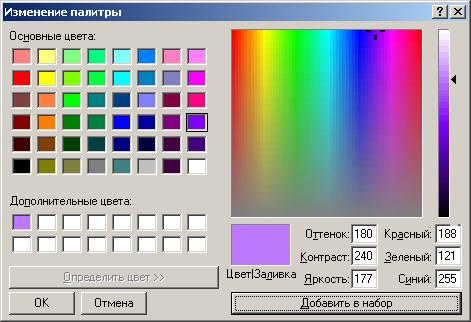 Изменение палитры
Основные цвета:
Дополнительные цвета:
Определить цвет >>
OK Отмена
Цвет|Заливка
Оттенок: 180 Красный: 188
Контраст: 240 Зеленый: 121
Яркость: 177 Синий: 255
Добавить в набор